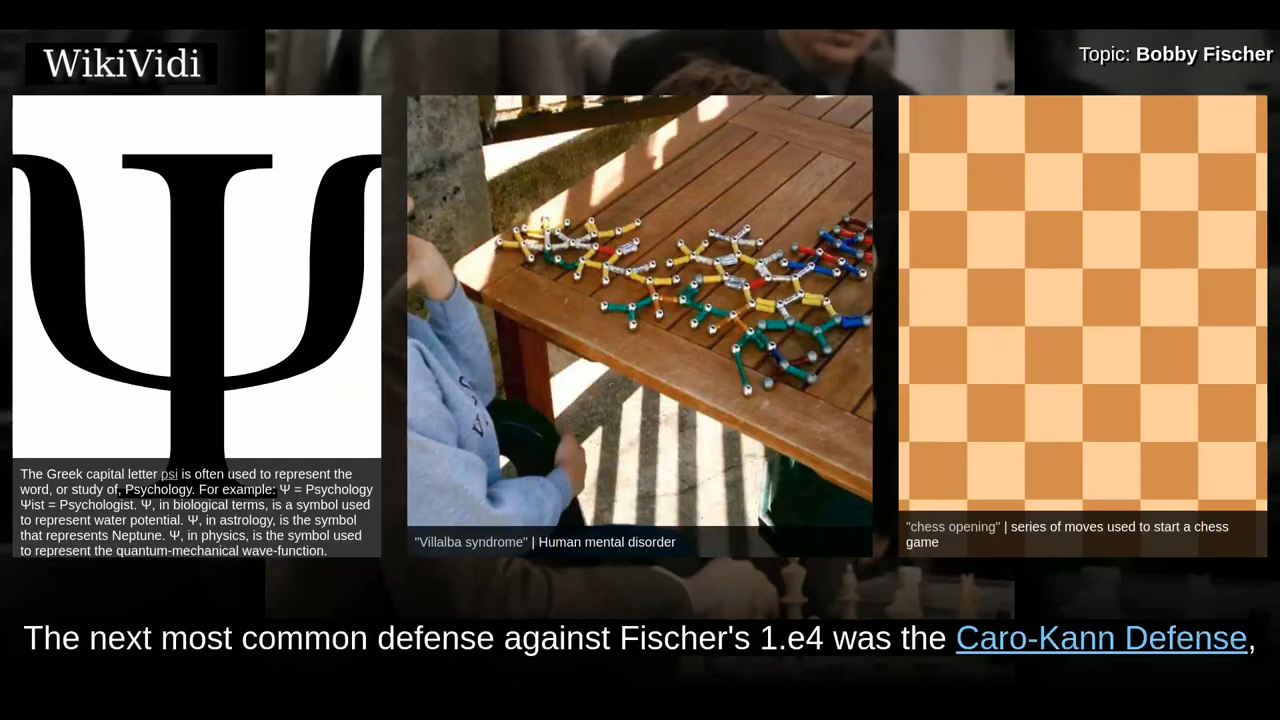 WikiVidi
Topic: Bobby Fischer
The Greek capital letter psi is often used to represent the
word, or study of, Psychology. For example: Ψ = Psychology
Ψist = Psychologist. Ψ, in biological terms, is a symbol used
to represent water potential. Ψ, in astrology, is the symbol
that represents Neptune. Ψ, in physics, is the symbol used
to represent the quantum-mechanical wave-function.
"Villalba syndrome" | Human mental disorder
"chess opening" | series of moves used to start a chess
game
The next most common defense against Fischer's 1.e4 was the Caro-Kann Defense,